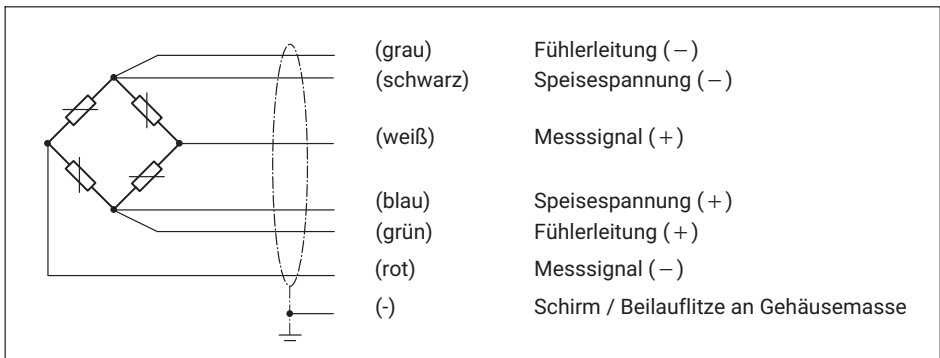 (grau) Fühlerleitung (−)
(schwarz) Speisespannung (−)
(weiß) Messsignal (+)
(blau) Speisespannung (+)
(grün) Fühlerleitung (+)
(rot) Messsignal (−)
(-) Schirm / Beilauflitze an Gehäusemasse